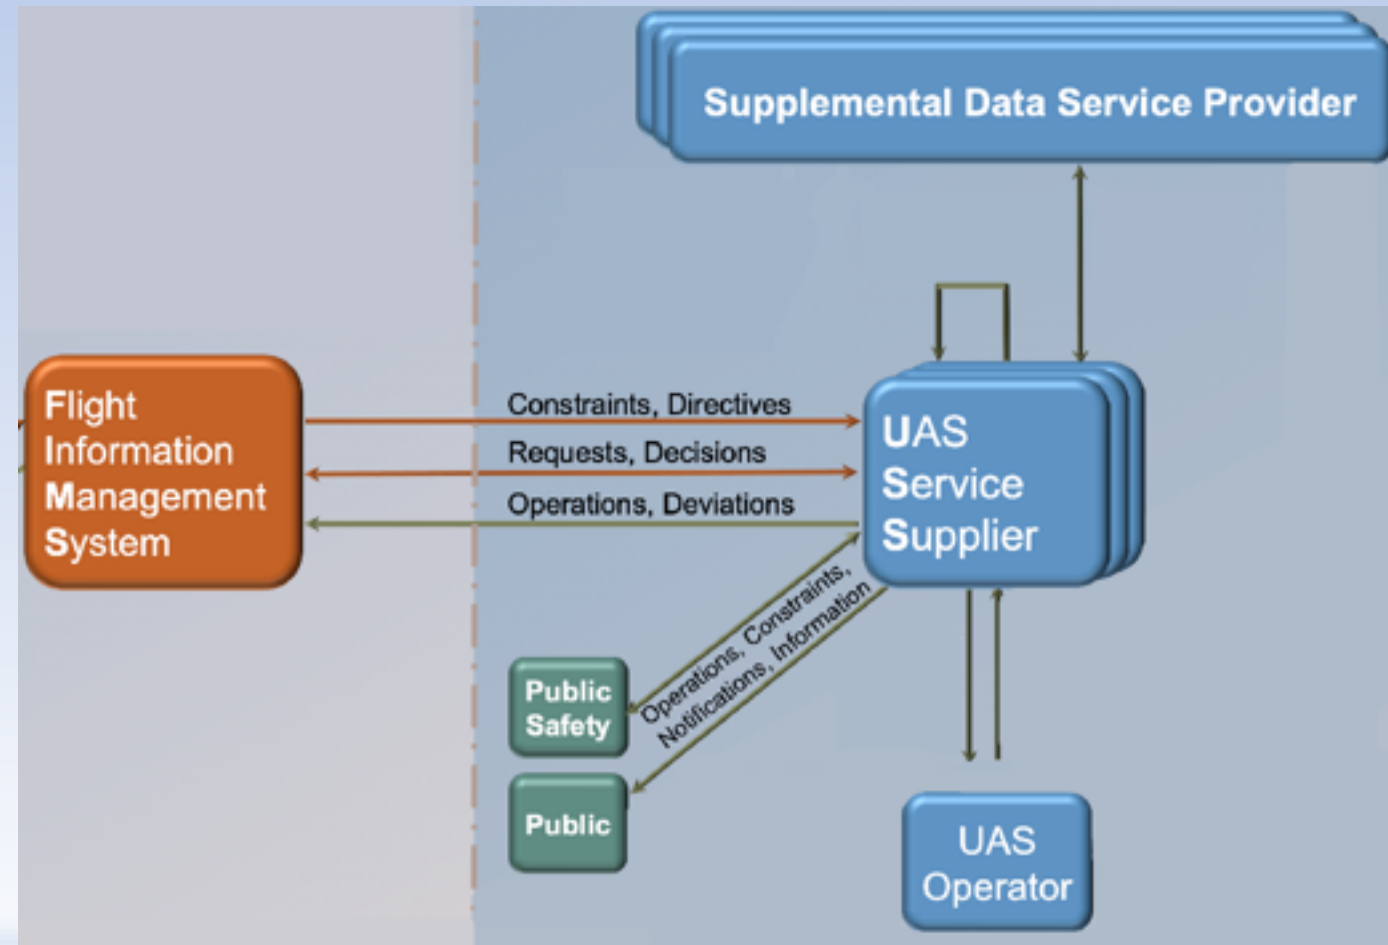 Supplemental Data Service Provider
Flight
Information
Management
System
Constraints, Directives
Requests, Decisions
Operations, Deviations
UAS
Service
Supplier
Operations, Constraints,
Notifications, Information
Public
Safety
Public
UAS
Operator